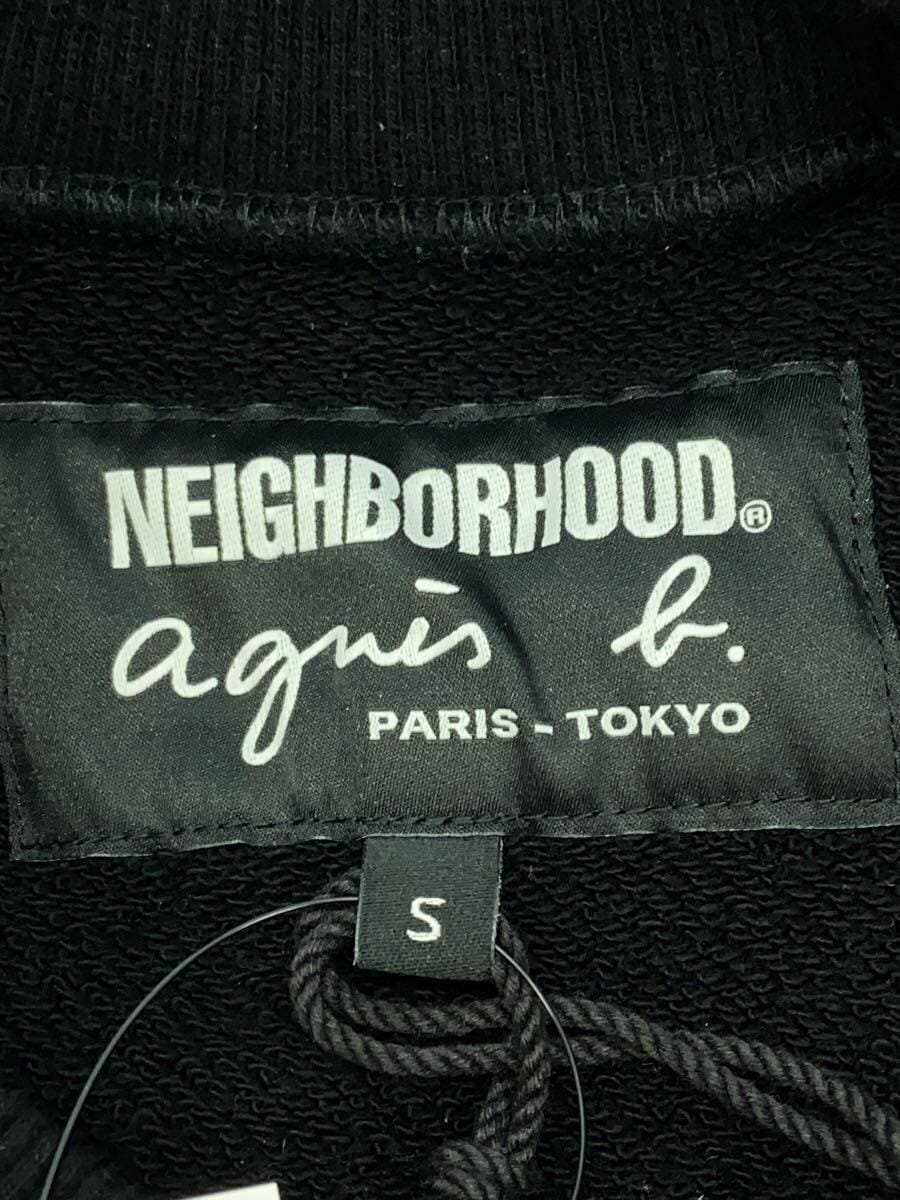 NEIGHBORHOOD®
agnès b.
PARIS - TOKYO
S